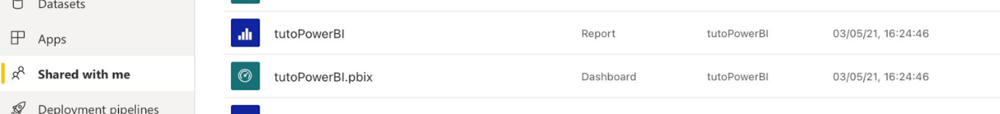 Datasets
Apps
Shared with me
Deployment pipelines
tutoPowerBI Report tutoPowerBI 03/05/21, 16:24:46
tutoPowerBI.pbix Dashboard tutoPowerBI 03/05/21, 16:24:46